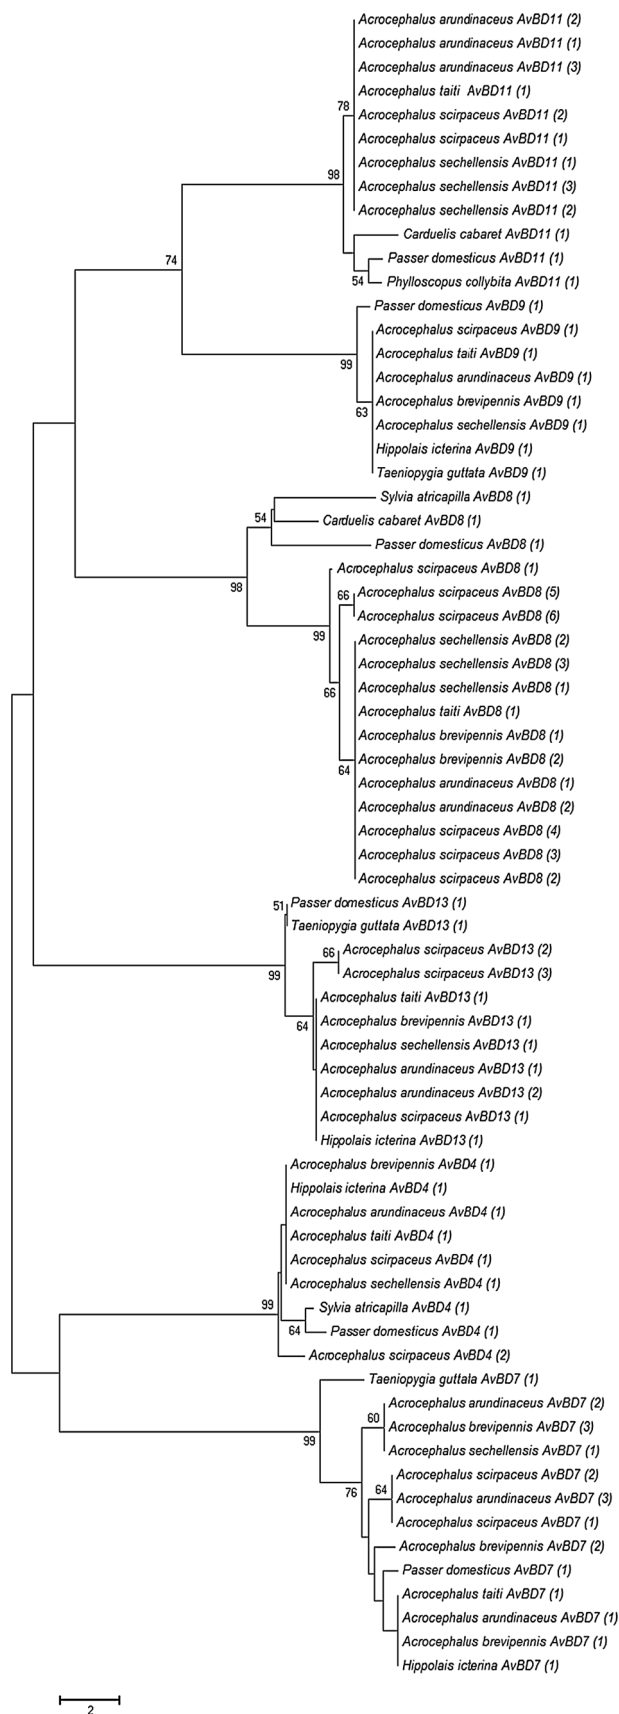 Acrocephalus arundinaceus AvBD11 (2)
Acrocephalus arundinaceus AvBD11 (1)
Acrocephalus arundinaceus AvBD11 (3)
Acrocephalus taiti AvBD11 (1)
78
Acrocephalus scirpaceus AvBD11 (2)
Acrocephalus scirpaceus AvBD11 (1)
Acrocephalus sechellensis AvBD11 (1)
98
Acrocephalus sechellensis AvBD11 (3)
Acrocephalus sechellensis AvBD11 (2)
Carduelis cabaret AvBD11 (1)
74
Passer domesticus AvBD11 (1)
54
Phylloscopus collybita AvBD11 (1)
Passer domesticus AvBD9 (1)
Acrocephalus scirpaceus AvBD9 (1)
Acrocephalus taiti AvBD9 (1)
99
Acrocephalus arundinaceus AvBD9 (1)
Acrocephalus brevipennis AvBD9 (1)
63
Acrocephalus sechellensis AvBD9 (1)
Hippolais icterina AvBD9 (1)
Taeniopygia guttata AvBD9 (1)
Sylvia atricapilla AvBD8 (1)
54
Carduelis cabaret AvBD8 (1)
Passer domesticus AvBD8 (1)
Acrocephalus scirpaceus AvBD8 (1)
98
66
Acrocephalus scirpaceus AvBD8 (5)
Acrocephalus scirpaceus AvBD8 (6)
99
Acrocephalus sechellensis AvBD8 (2)
Acrocephalus sechellensis AvBD8 (3)
Acrocephalus sechellensis AvBD8 (1)
66
Acrocephalus taiti AvBD8 (1)
Acrocephalus brevipennis AvBD8 (1)
Acrocephalus brevipennis AvBD8 (2)
64
Acrocephalus arundinaceus AvBD8 (1)
Acrocephalus arundinaceus AvBD8 (2)
Acrocephalus scirpaceus AvBD8 (4)
Acrocephalus scirpaceus AvBD8 (3)
Acrocephalus scirpaceus AvBD8 (2)
51
Passer domesticus AvBD13 (1)
Taeniopygia guttata AvBD13 (1)
66
Acrocephalus scirpaceus AvBD13 (2)
99
Acrocephalus scirpaceus AvBD13 (3)
Acrocephalus taiti AvBD13 (1)
64
Acrocephalus brevipennis AvBD13 (1)
Acrocephalus sechellensis AvBD13 (1)
Acrocephalus arundinaceus AvBD13 (1)
Acrocephalus arundinaceus AvBD13 (2)
Acrocephalus scirpaceus AvBD13 (1)
Hippolais icterina AvBD13 (1)
Acrocephalus brevipennis AvBD4 (1)
Hippolais icterina AvBD4 (1)
Acrocephalus arundinaceus AvBD4 (1)
Acrocephalus taiti AvBD4 (1)
Acrocephalus scirpaceus AvBD4 (1)
Acrocephalus sechellensis AvBD4 (1)
99
Sylvia atricapilla AvBD4 (1)
64
Passer domesticus AvBD4 (1)
Acrocephalus scirpaceus AvBD4 (2)
Taeniopygia guttata AvBD7 (1)
Acrocephalus arundinaceus AvBD7 (2)
60
Acrocephalus brevipennis AvBD7 (3)
99
Acrocephalus sechellensis AvBD7 (1)
Acrocephalus scirpaceus AvBD7 (2)
76
64
Acrocephalus arundinaceus AvBD7 (3)
Acrocephalus scirpaceus AvBD7 (1)
Acrocephalus brevipennis AvBD7 (2)
Passer domesticus AvBD7 (1)
Acrocephalus taiti AvBD7 (1)
Acrocephalus arundinaceus AvBD7 (1)
Acrocephalus brevipennis AvBD7 (1)
Hippolais icterina AvBD7 (1)
2